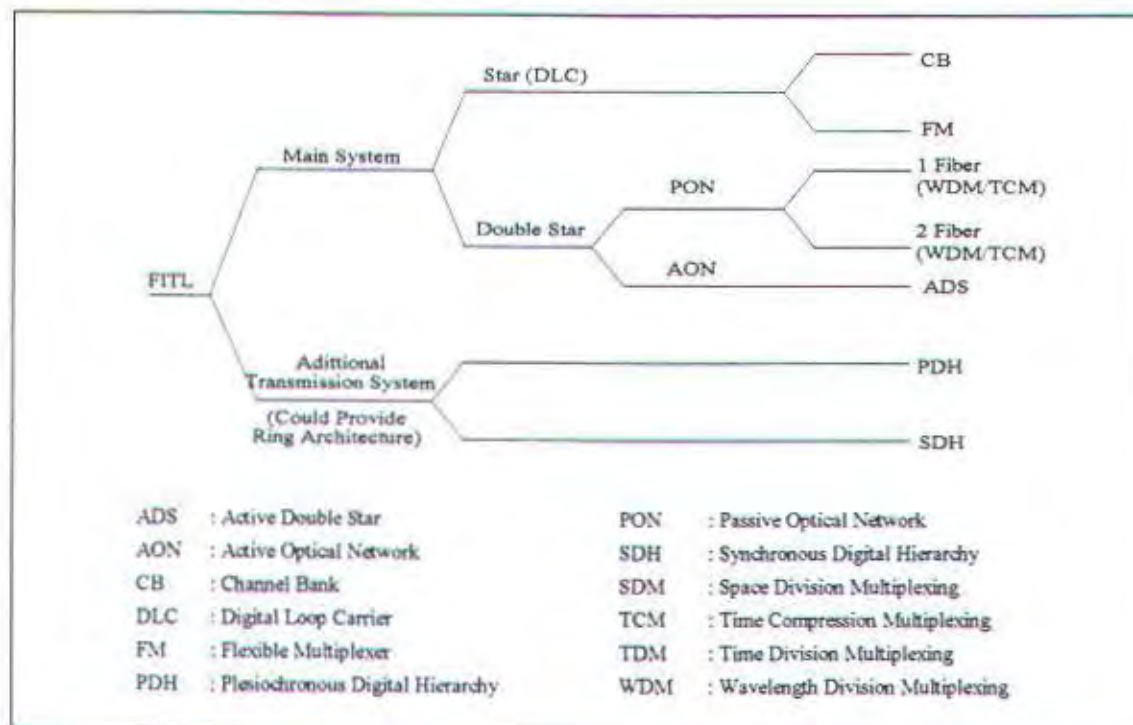 CB
Star (DLC)
FM
Main System
1 Fiber
(WDM/TCM)
PON
Double Star
2 Fiber
(WDM/TCM)
AON
ADS
FITL
Adittional
Transmission System
(Could Provide
Ring Architecture)
PDH
SDH
ADS : Active Double Star
AON : Active Optical Network
CB : Channel Bank
DLC : Digital Loop Carrier
FM : Flexible Multiplexer
PDH : Plesiochronous Digital Hierarchy
PON : Passive Optical Network
SDH : Synchronous Digital Hierarchy
SDM : Space Division Multiplexing
TCM : Time Compression Multiplexing
TDM : Time Division Multiplexing
WDM : Wavelength Division Multiplexing